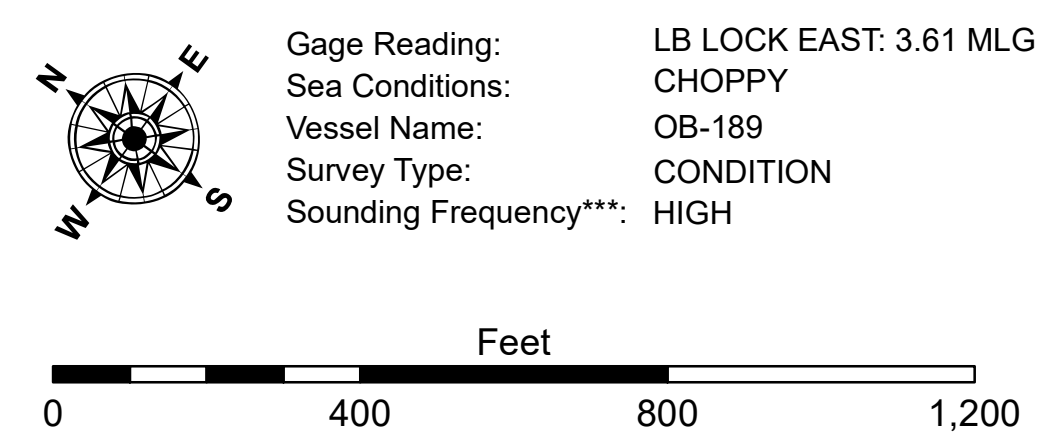 N E
W S
Gage Reading: LB LOCK EAST: 3.61 MLG
Sea Conditions: CHOPPY
Vessel Name: OB-189
Survey Type: CONDITION
Sounding Frequency***: HIGH
Feet
0 400 800 1,200